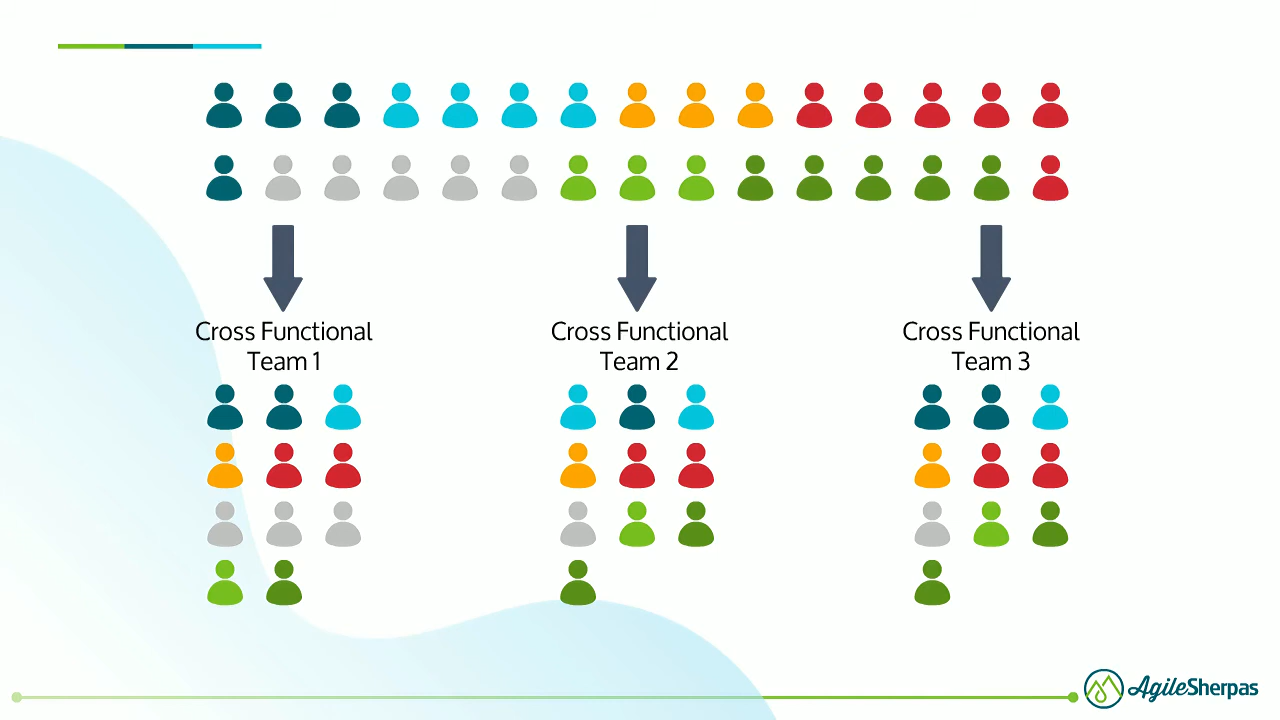 Cross Functional
Team 1
Cross Functional
Team 2
Cross Functional
Team 3
AgileSherpas